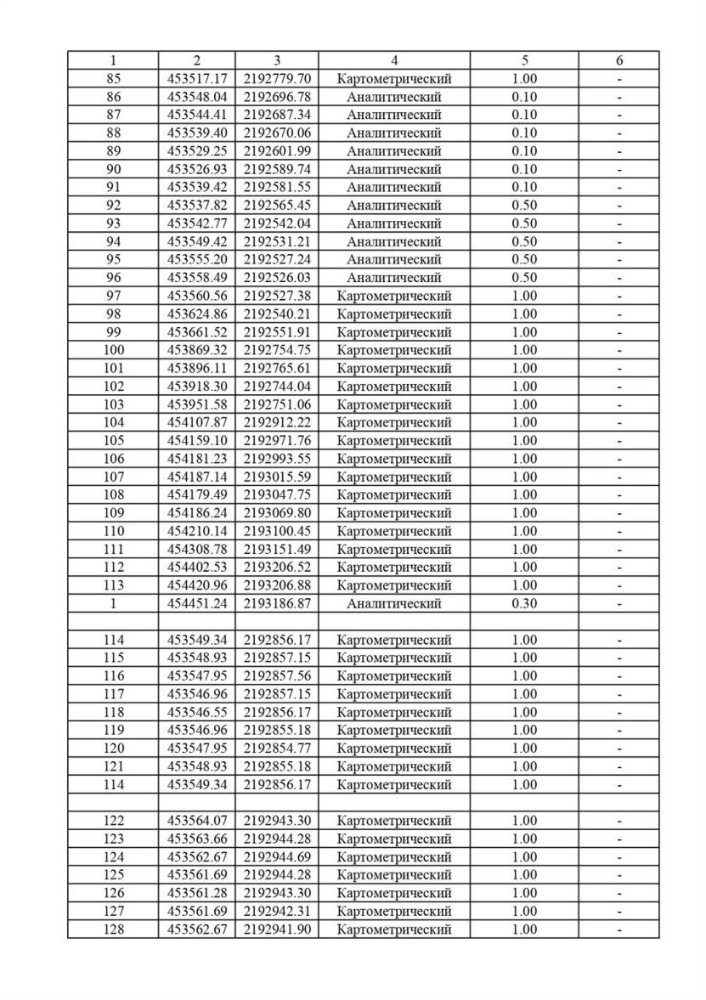 1 2 3 4 5 6
85 453517.17 2192779.70 Картометрический 1.00 -
86 453548.04 2192696.78 Аналитический 0.10 -
87 453544.41 2192687.34 Аналитический 0.10 -
88 453539.40 2192670.06 Аналитический 0.10 -
89 453529.25 2192601.99 Аналитический 0.10 -
90 453526.93 2192589.74 Аналитический 0.10 -
91 453539.42 2192581.55 Аналитический 0.10 -
92 453537.82 2192565.45 Аналитический 0.50 -
93 453542.77 2192542.04 Аналитический 0.50 -
94 453549.42 2192531.21 Аналитический 0.50 -
95 453555.20 2192527.24 Аналитический 0.50 -
96 453558.49 2192526.03 Аналитический 0.50 -
97 453560.56 2192527.38 Картометрический 1.00 -
98 453624.86 2192540.21 Картометрический 1.00 -
99 453661.52 2192551.91 Картометрический 1.00 -
100 453869.32 2192754.75 Картометрический 1.00 -
101 453896.11 2192765.61 Картометрический 1.00 -
102 453918.30 2192744.04 Картометрический 1.00 -
103 453951.58 2192751.06 Картометрический 1.00 -
104 454107.87 2192912.22 Картометрический 1.00 -
105 454159.10 2192971.76 Картометрический 1.00 -
106 454181.23 2192993.55 Картометрический 1.00 -
107 454187.14 2193015.59 Картометрический 1.00 -
108 454179.49 2193047.75 Картометрический 1.00 -
109 454186.24 2193069.80 Картометрический 1.00 -
110 454210.14 2193100.45 Картометрический 1.00 -
111 454308.78 2193151.49 Картометрический 1.00 -
112 454402.53 2193206.52 Картометрический 1.00 -
113 454420.96 2193206.88 Картометрический 1.00 -
1 454451.24 2193186.87 Аналитический 0.30 -
114 453549.34 2192856.17 Картометрический 1.00 -
115 453548.93 2192857.15 Картометрический 1.00 -
116 453547.95 2192857.56 Картометрический 1.00 -
117 453546.96 2192857.15 Картометрический 1.00 -
118 453546.55 2192856.17 Картометрический 1.00 -
119 453546.96 2192855.18 Картометрический 1.00 -
120 453547.95 2192854.77 Картометрический 1.00 -
121 453548.93 2192855.18 Картометрический 1.00 -
114 453549.34 2192856.17 Картометрический 1.00 -
122 453564.07 2192943.30 Картометрический 1.00 -
123 453563.66 2192944.28 Картометрический 1.00 -
124 453562.67 2192944.69 Картометрический 1.00 -
125 453561.69 2192944.28 Картометрический 1.00 -
126 453561.28 2192943.30 Картометрический 1.00 -
127 453561.69 2192942.31 Картометрический 1.00 -
128 453562.67 2192941.90 Картометрический 1.00 -